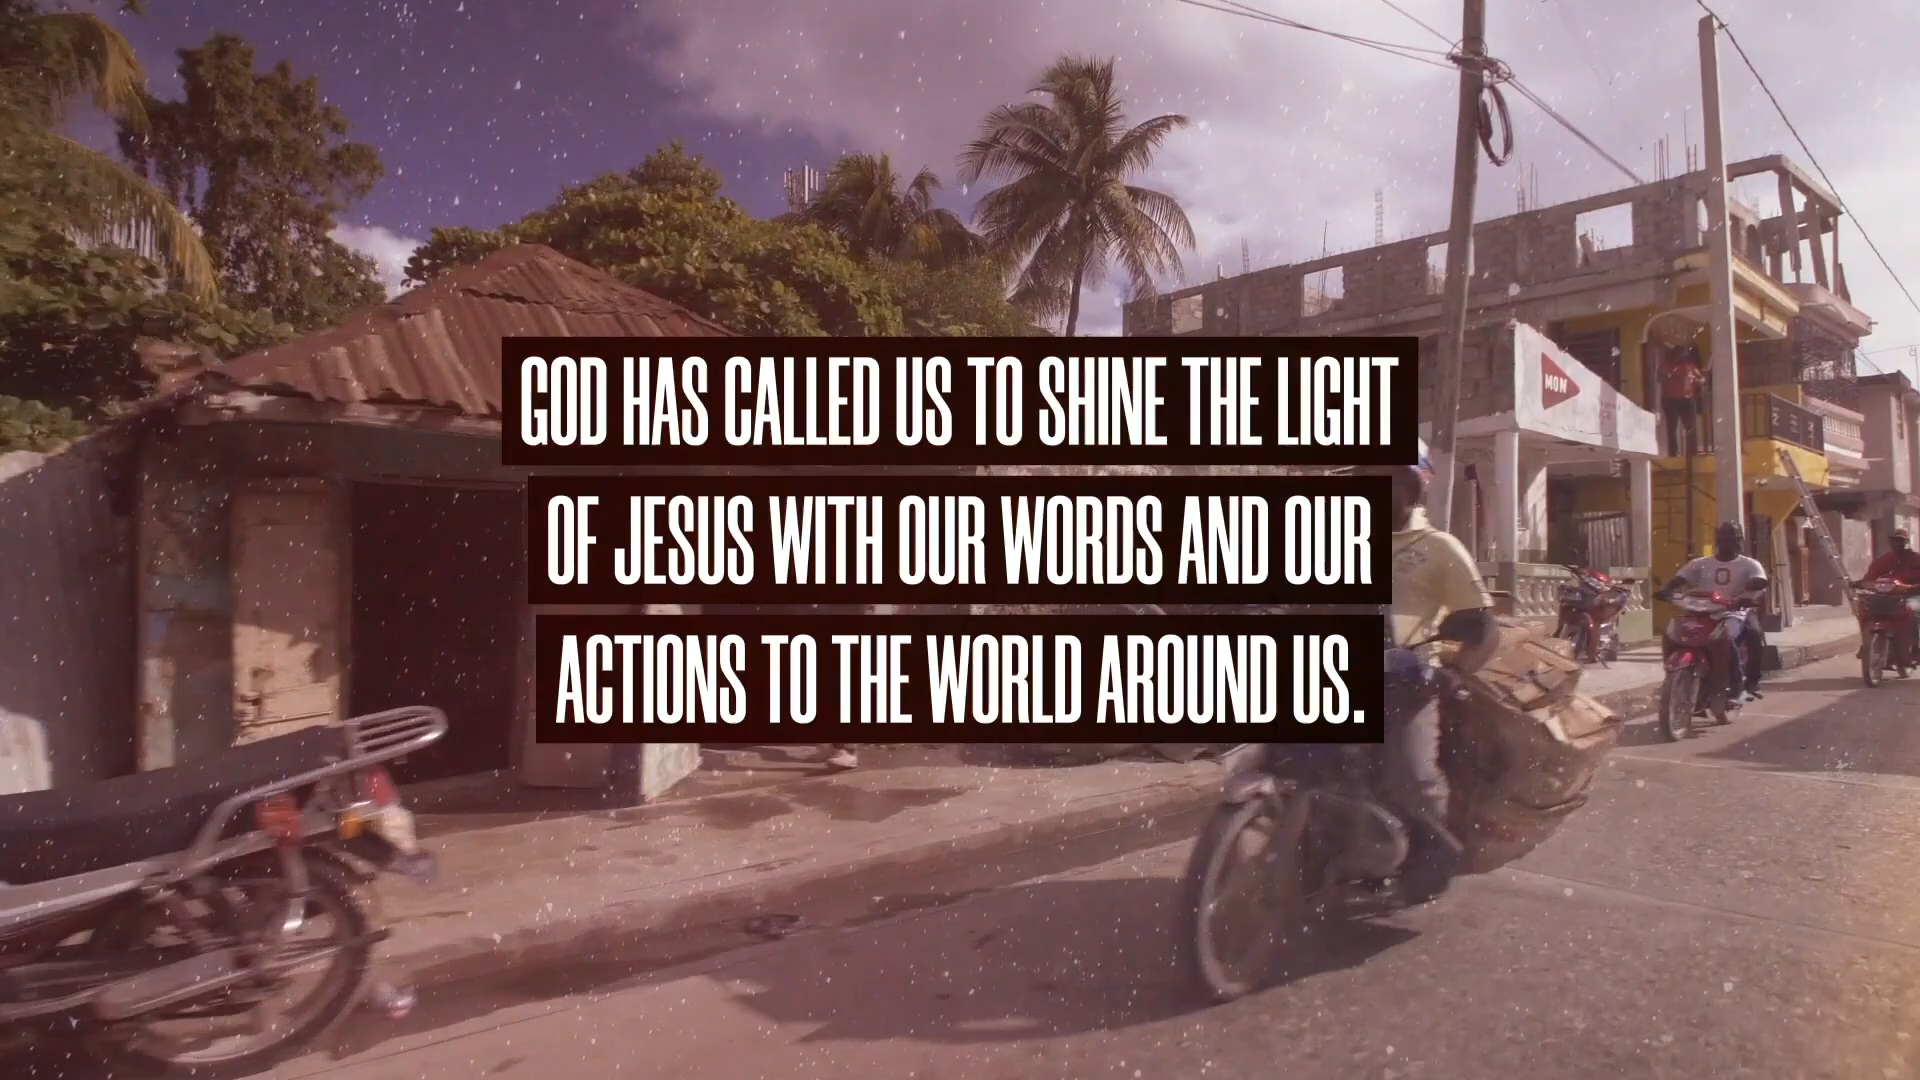 GOD HAS CALLED US TO SHINE THE LIGHT
OF JESUS WITH OUR WORDS AND OUR
ACTIONS TO THE WORLD AROUND US.
MON